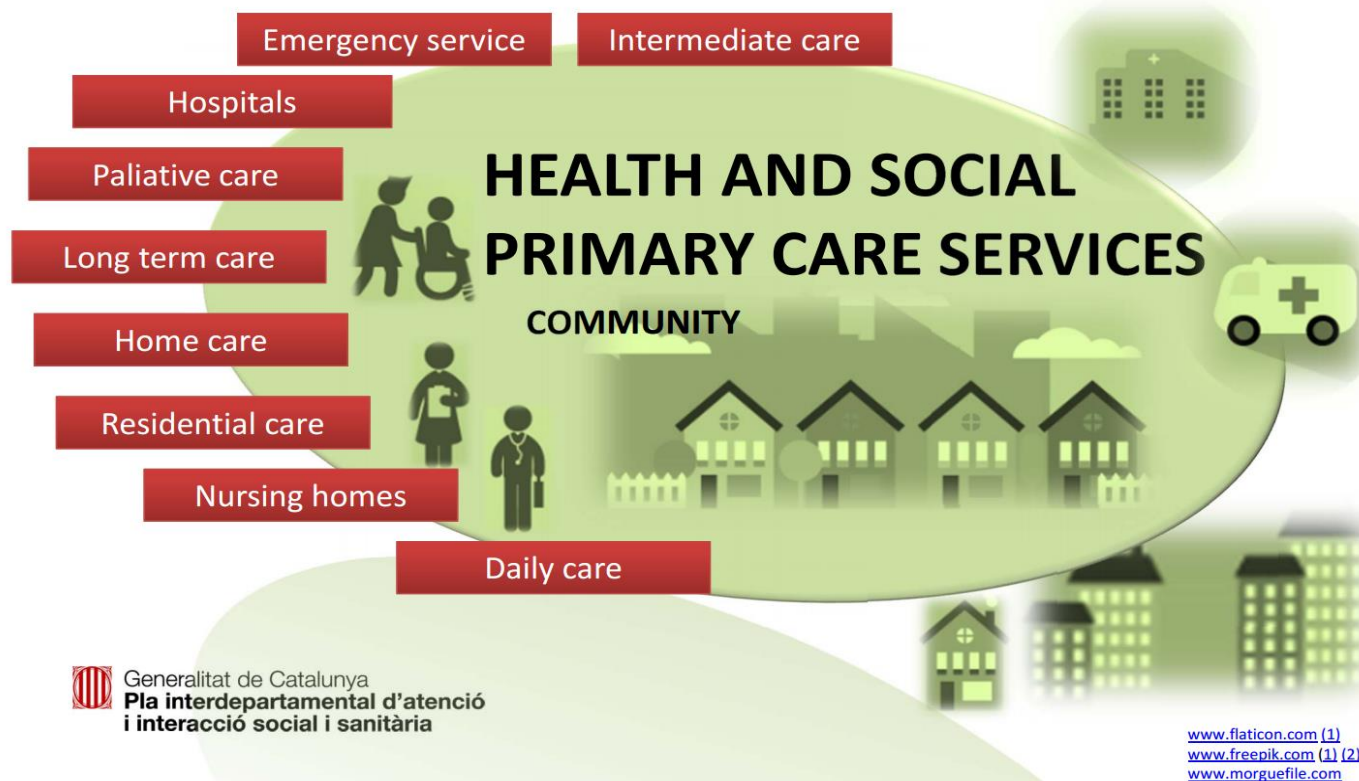 Emergency service
Intermediate care
Hospitals
Paliative care
Long term care
Home care
Residential care
Nursing homes
Daily care
HEALTH AND SOCIAL
PRIMARY CARE SERVICES
COMMUNITY
Generalitat de Catalunya
Pla interdepartamental d'atenció
i interacció social i sanitària
www.flaticon.com (1)
www.freepik.com (1) (2)
www.morguefile.com